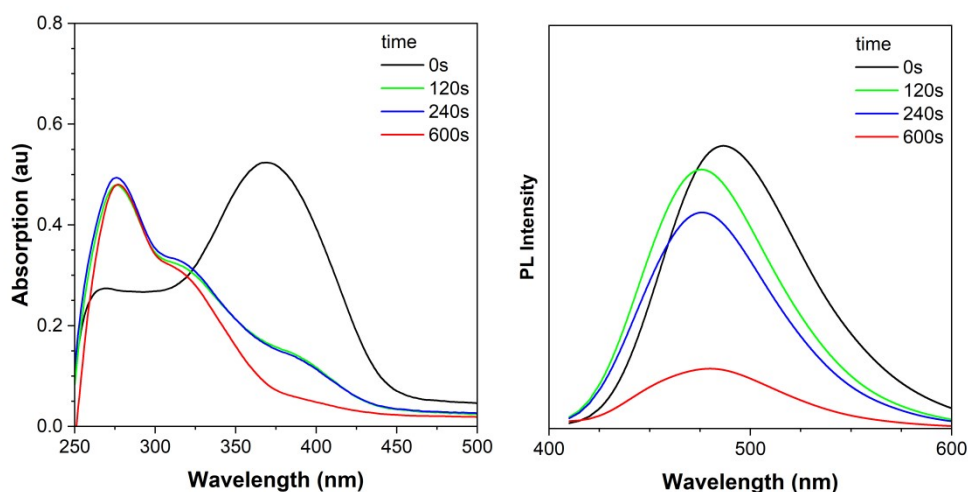 0.8
0.6
0.4
0.2
0.0
Absorption (au)
250
300
350
400
450
500
Wavelength (nm)
time
0s
120s
240s
600s
PL Intensity
400
500
600
Wavelength (nm)
time
0s
120s
240s
600s